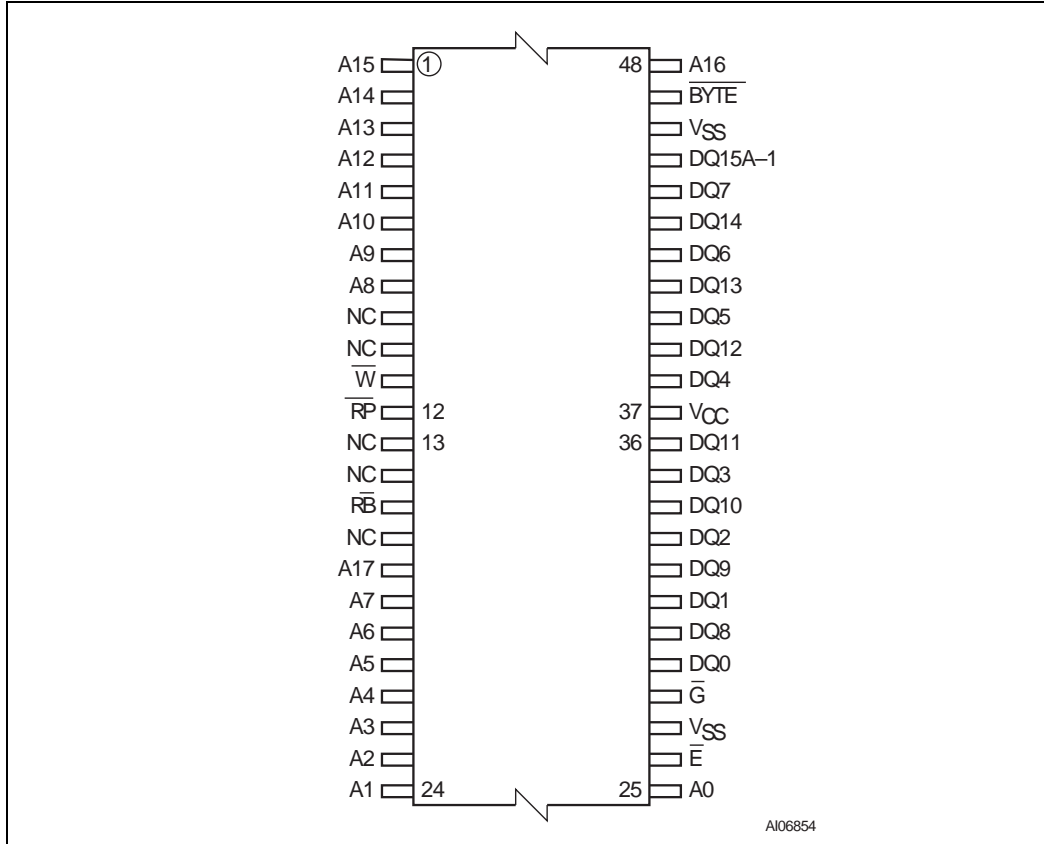 A15 1 48 A16
A14 B̅Y̅T̅E̅
A13 VSS
A12 DQ15A–1
A11 DQ7
A10 DQ14
A9 DQ6
A8 DQ13
NC DQ5
NC DQ12
W̅ DQ4
R̅P̅ 12 37 VCC
NC 13 36 DQ11
NC DQ3
RB̅ DQ10
NC DQ2
A17 DQ9
A7 DQ1
A6 DQ8
A5 DQ0
A4 G̅
A3 VSS
A2 E̅
A1 24 25 A0
AI06854